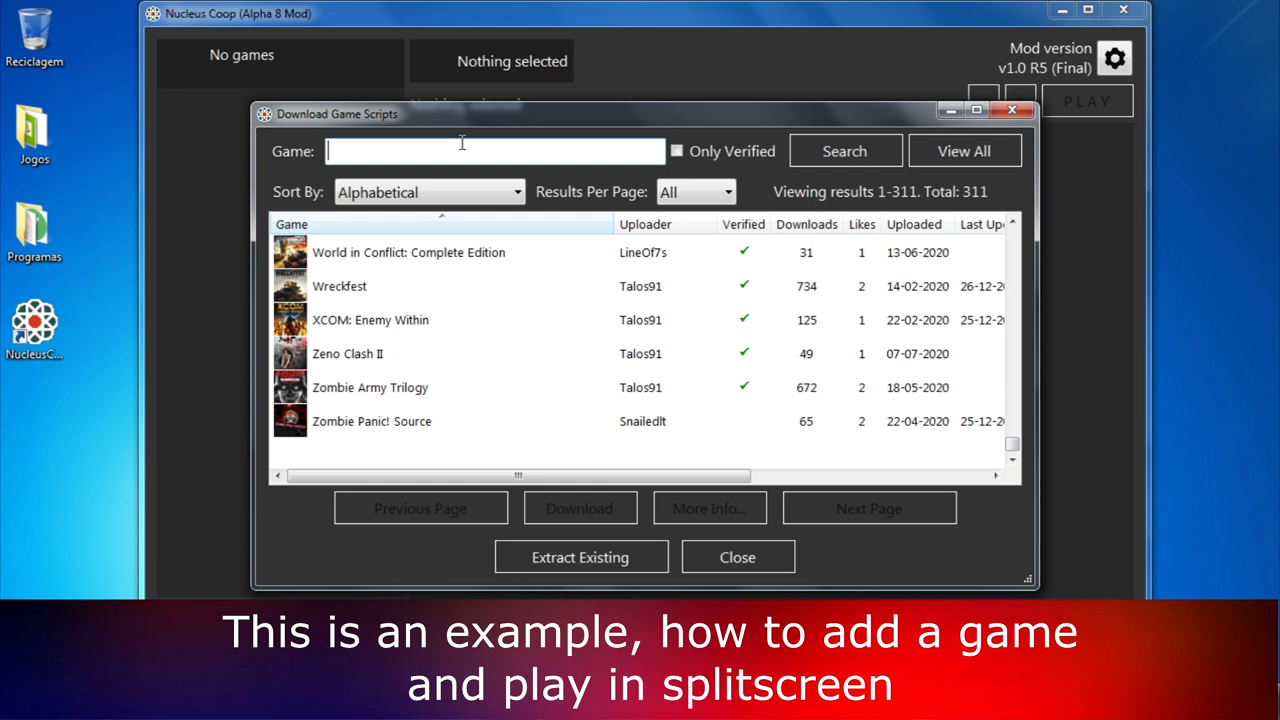 Reciclagem
Jogos
Programas
NucleusC...
Nucleus Coop (Alpha 8 Mod)
No games
Nothing selected
Mod version
v1.0 R5 (Final)
PLAY
Download Game Scripts
Game:
Only Verified
Search
View All
Sort By: Alphabetical
Results Per Page: All
Viewing results 1-311. Total: 311
Game Uploader Verified Downloads Likes Uploaded Last Up
World in Conflict: Complete Edition LineOf7s 31 1 13-06-2020
Wreckfest Talos91 734 2 14-02-2020 26-12-2
XCOM: Enemy Within Talos91 125 1 22-02-2020 25-12-2
Zeno Clash II Talos91 49 1 07-07-2020
Zombie Army Trilogy Talos91 672 2 18-05-2020
Zombie Panic! Source Snailedlt 65 2 22-04-2020 25-12-2
Previous Page
Download
More Info...
Next Page
Extract Existing
Close
This is an example, how to add a game
and play in splitscreen